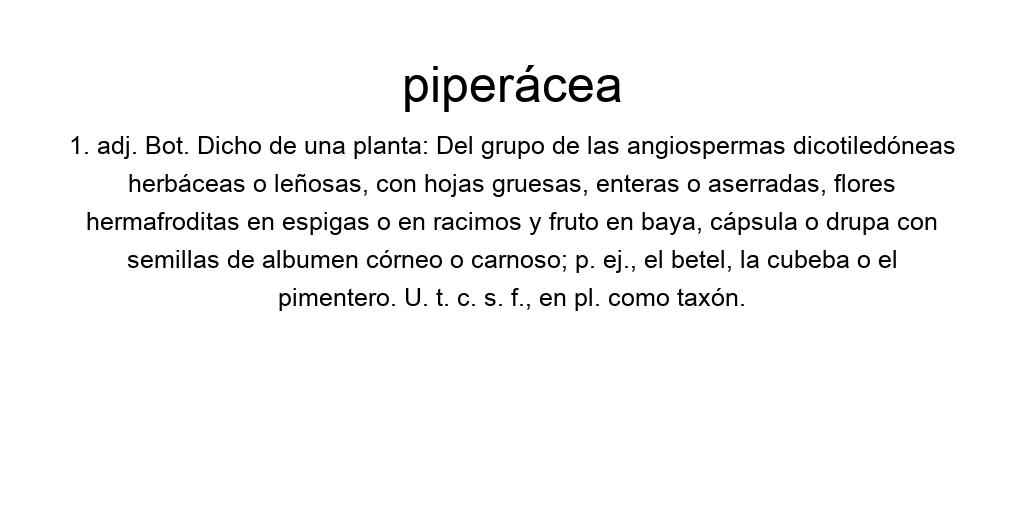 piperácea
1. adj. Bot. Dicho de una planta: Del grupo de las angiospermas dicotiledóneas
herbáceas o leñosas, con hojas gruesas, enteras o aserradas, flores
hermafroditas en espigas o en racimos y fruto en baya, cápsula o drupa con
semillas de albumen córneo o carnoso; p. ej., el betel, la cubeba o el
pimentero. U. t. c. s. f., en pl. como taxón.